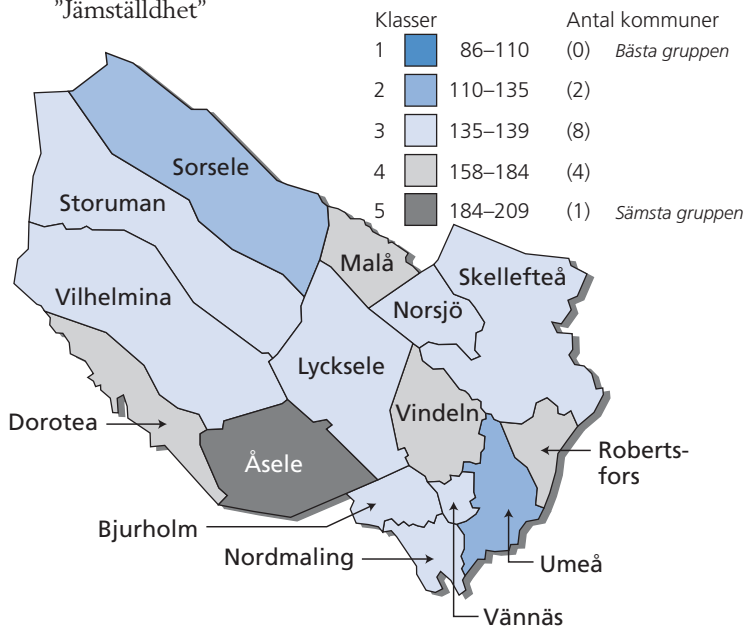 "Jämställdhet"
Klasser Antal kommuner
1 86–110 (0) Bästa gruppen
2 110–135 (2)
3 135–139 (8)
4 158–184 (4)
5 184–209 (1) Sämsta gruppen
Sorsele
Storuman
Malå
Skellefteå
Vilhelmina
Norsjö
Lycksele
Vindeln
Dorotea
Åsele
Roberts-
fors
Bjurholm
Nordmaling
Umeå
Vännäs